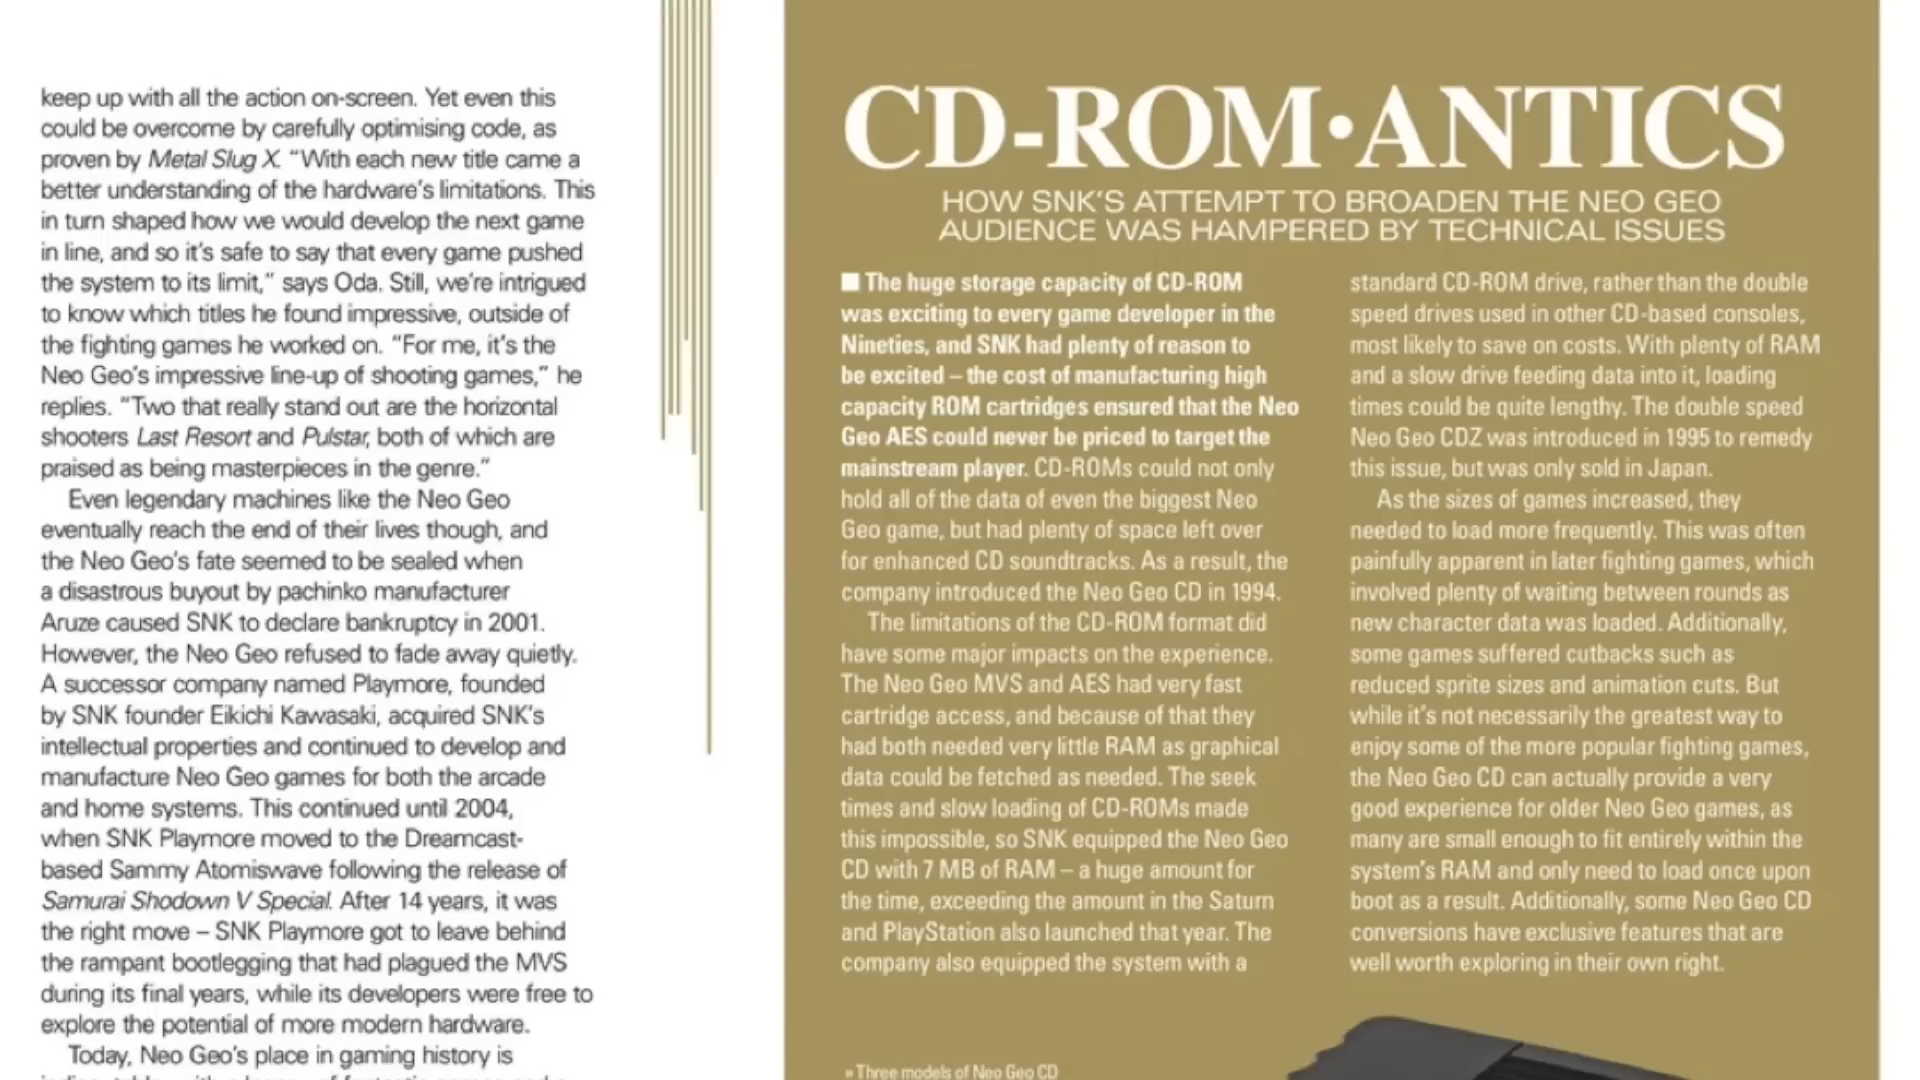 keep up with all the action on-screen. Yet even this
could be overcome by carefully optimising code, as
proven by Metal Slug X. “With each new title came a
better understanding of the hardware’s limitations. This
in turn shaped how we would develop the next game
in line, and so it’s safe to say that every game pushed
the system to its limit,” says Oda. Still, we’re intrigued
to know which titles he found impressive, outside of
the fighting games he worked on. “For me, it’s the
Neo Geo’s impressive line-up of shooting games,” he
replies. “Two that really stand out are the horizontal
shooters Last Resort and Pulstar, both of which are
praised as being masterpieces in the genre.”
Even legendary machines like the Neo Geo
eventually reach the end of their lives though, and
the Neo Geo’s fate seemed to be sealed when
a disastrous buyout by pachinko manufacturer
Aruze caused SNK to declare bankruptcy in 2001.
However, the Neo Geo refused to fade away quietly.
A successor company named Playmore, founded
by SNK founder Eikichi Kawasaki, acquired SNK’s
intellectual properties and continued to develop and
manufacture Neo Geo games for both the arcade
and home systems. This continued until 2004,
when SNK Playmore moved to the Dreamcast-
based Sammy Atomiswave following the release of
Samurai Shodown V Special. After 14 years, it was
the right move – SNK Playmore got to leave behind
the rampant bootlegging that had plagued the MVS
during its final years, while its developers were free to
explore the potential of more modern hardware.
Today, Neo Geo’s place in gaming history is
CD-ROM•ANTICS
HOW SNK’S ATTEMPT TO BROADEN THE NEO GEO
AUDIENCE WAS HAMPERED BY TECHNICAL ISSUES
■ The huge storage capacity of CD-ROM
was exciting to every game developer in the
Nineties, and SNK had plenty of reason to
be excited – the cost of manufacturing high
capacity ROM cartridges ensured that the Neo
Geo AES could never be priced to target the
mainstream player. CD-ROMs could not only
hold all of the data of even the biggest Neo
Geo game, but had plenty of space left over
for enhanced CD soundtracks. As a result, the
company introduced the Neo Geo CD in 1994.
The limitations of the CD-ROM format did
have some major impacts on the experience.
The Neo Geo MVS and AES had very fast
cartridge access, and because of that they
had both needed very little RAM as graphical
data could be fetched as needed. The seek
times and slow loading of CD-ROMs made
this impossible, so SNK equipped the Neo Geo
CD with 7 MB of RAM – a huge amount for
the time, exceeding the amount in the Saturn
and PlayStation also launched that year. The
company also equipped the system with a
standard CD-ROM drive, rather than the double
speed drives used in other CD-based consoles,
most likely to save on costs. With plenty of RAM
and a slow drive feeding data into it, loading
times could be quite lengthy. The double speed
Neo Geo CDZ was introduced in 1995 to remedy
this issue, but was only sold in Japan.
As the sizes of games increased, they
needed to load more frequently. This was often
painfully apparent in later fighting games, which
involved plenty of waiting between rounds as
new character data was loaded. Additionally,
some games suffered cutbacks such as
reduced sprite sizes and animation cuts. But
while it’s not necessarily the greatest way to
enjoy some of the more popular fighting games,
the Neo Geo CD can actually provide a very
good experience for older Neo Geo games, as
many are small enough to fit entirely within the
system’s RAM and only need to load once upon
boot as a result. Additionally, some Neo Geo CD
conversions have exclusive features that are
well worth exploring in their own right.
» Three models of Neo Geo CD